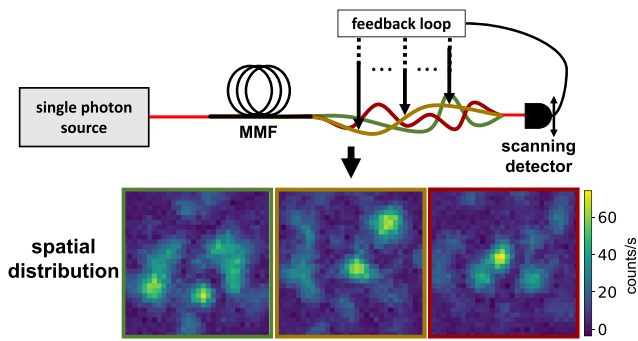 feedback loop
single photon
source
MMF
scanning
detector
spatial
distribution
60
40
20
0
counts/s